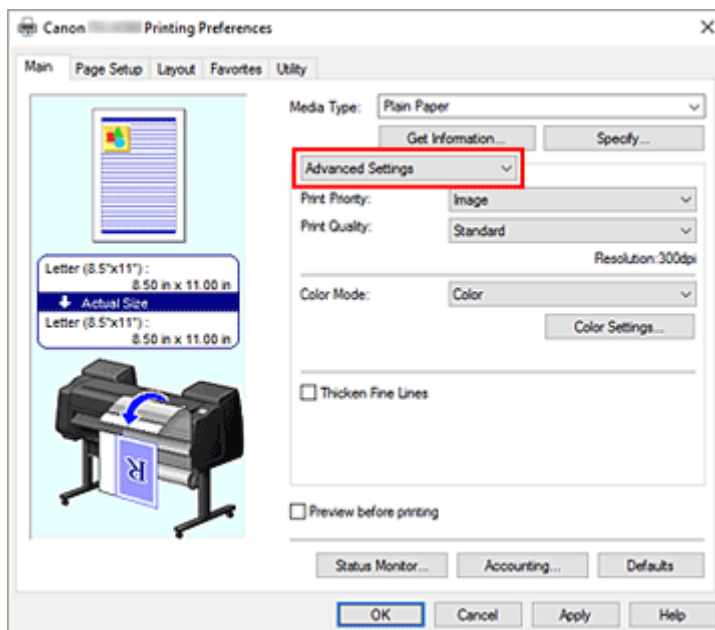 Canon Printing Preferences
Main Page Setup Layout Favorites Utility
Media Type: Plain Paper
Get Information... Specify...
Advanced Settings
Print Priority: Image
Print Quality: Standard
Resolution:300dpi
Color Mode: Color
Color Settings...
Thicken Fine Lines
Letter (8.5"x11") :
8.50 in x 11.00 in
Actual Size
Letter (8.5"x11") :
8.50 in x 11.00 in
R
Preview before printing
Status Monitor... Accounting... Defaults
OK Cancel Apply Help